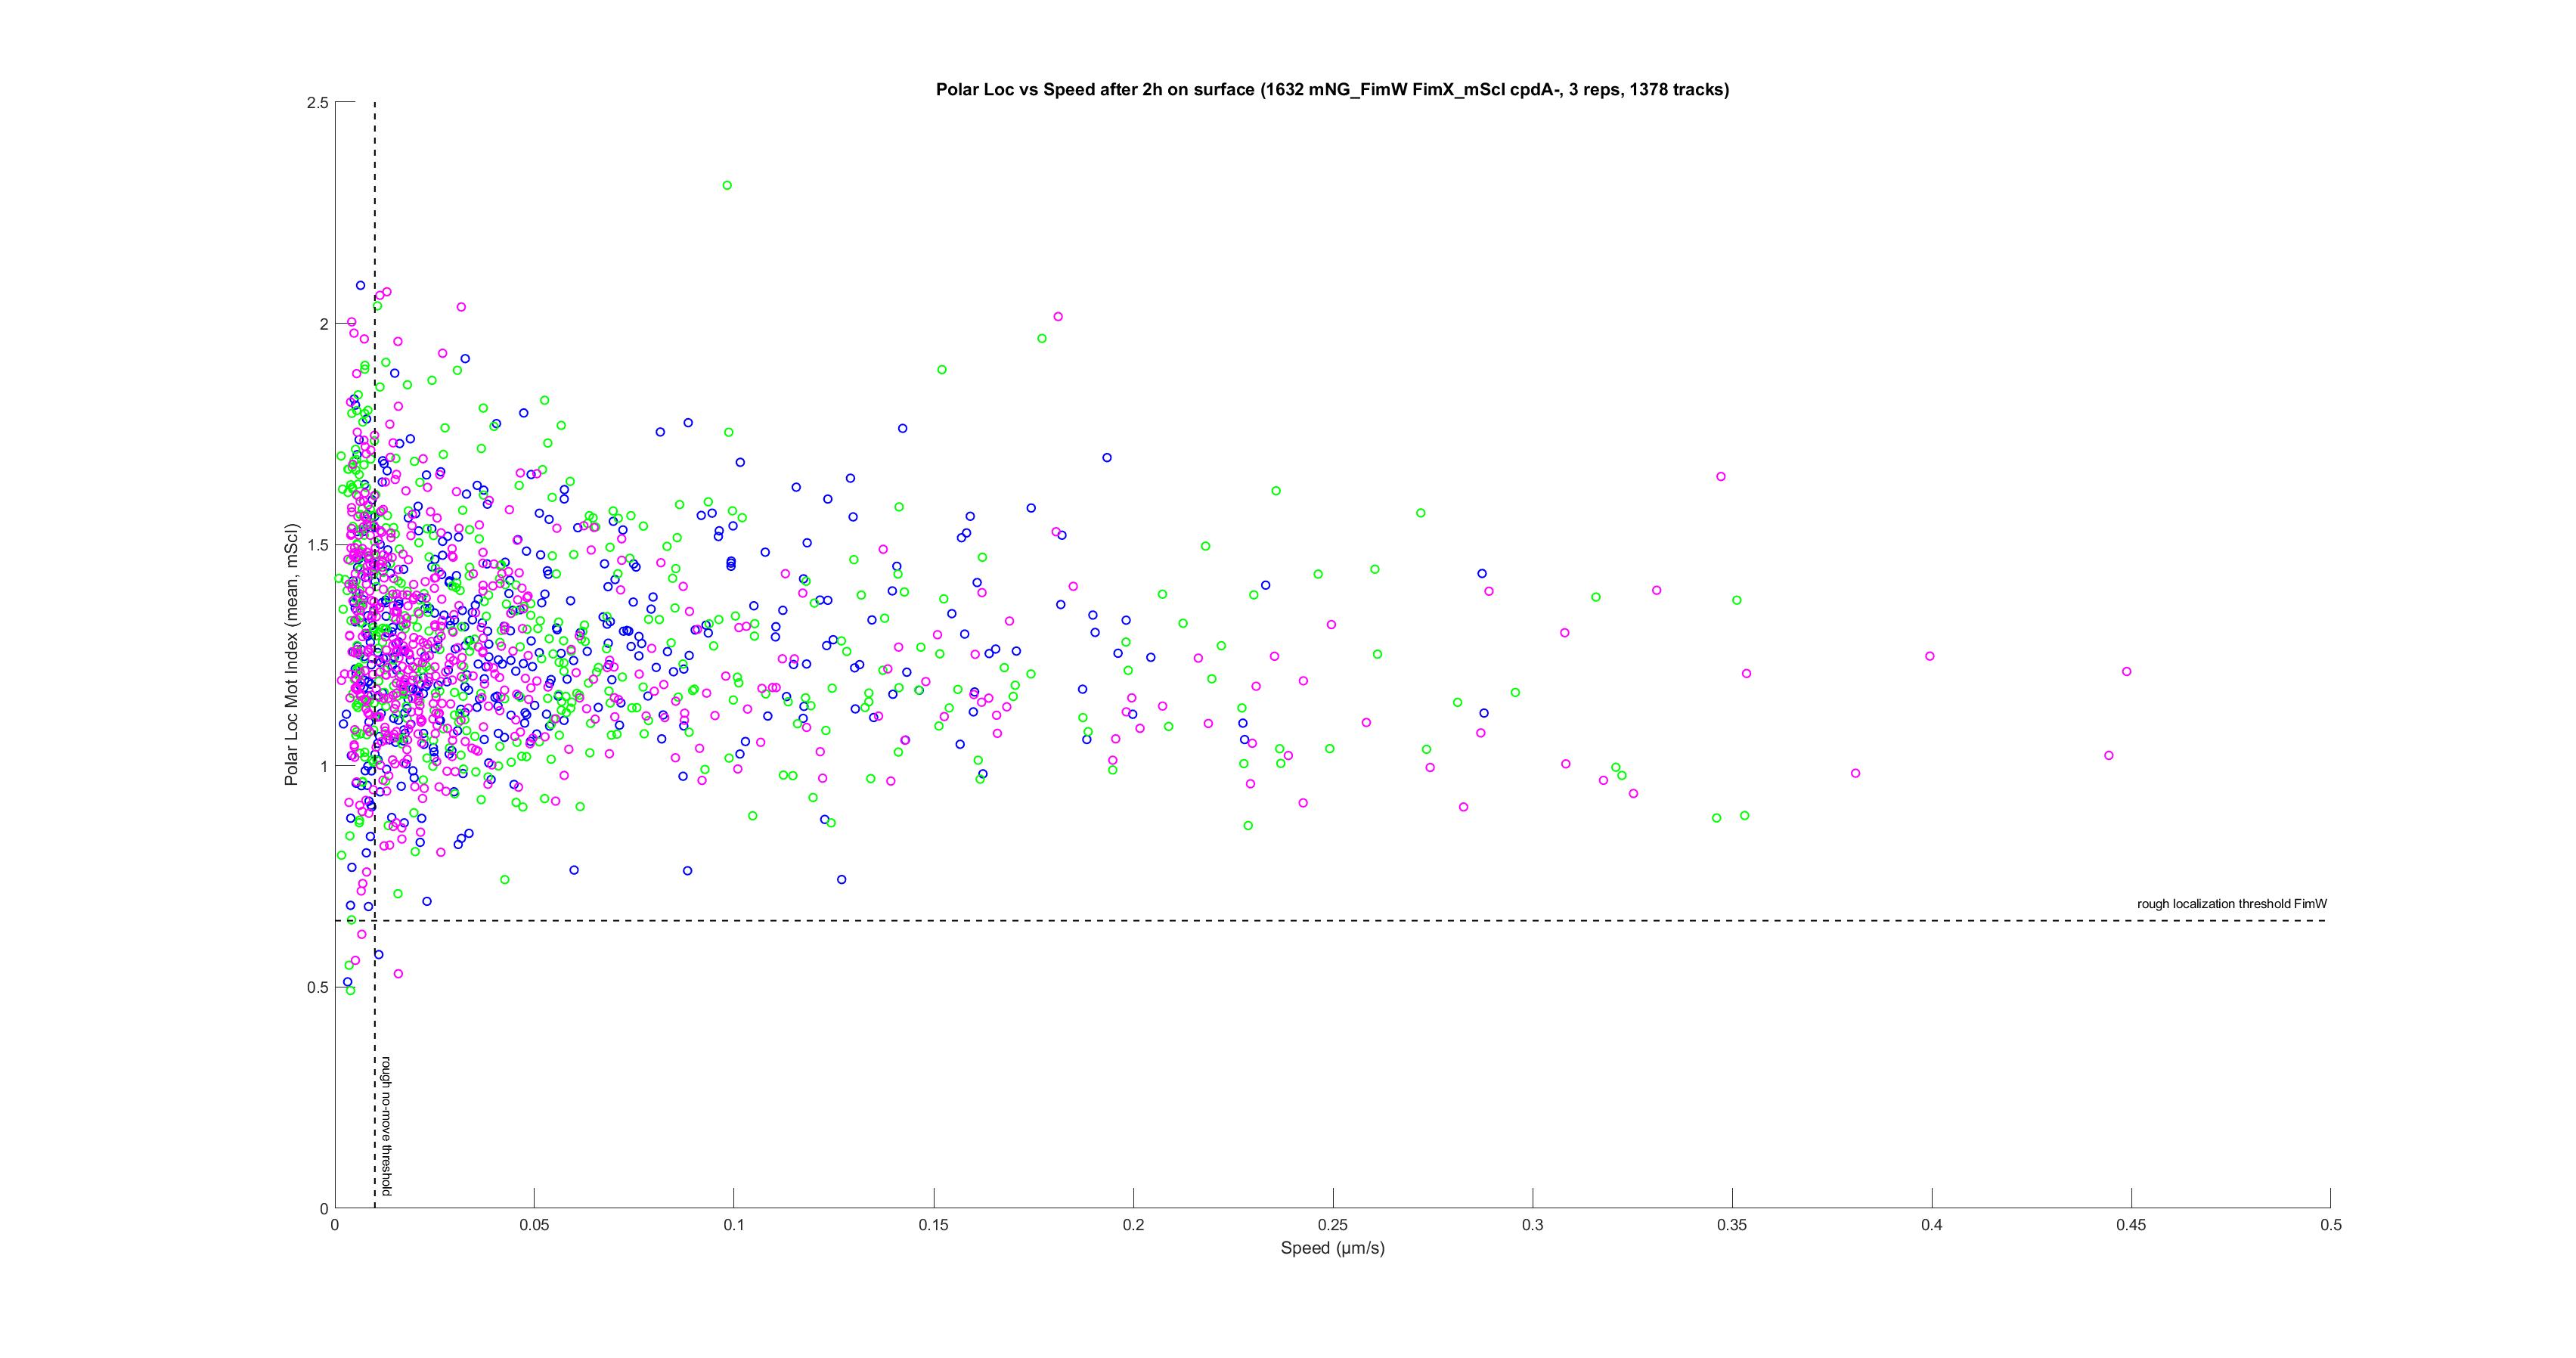 Polar Loc vs Speed after 2h on surface (1632 mNG_FimW FimX_mScI cpdA-, 3 reps, 1378 tracks)
2.5
2
1.5
1
0.5
0
Polar Loc Mot Index (mean, mScI)
rough localization threshold FimW
rough no-move threshold
0 0.05 0.1 0.15 0.2 0.25 0.3 0.35 0.4 0.45 0.5
Speed (µm/s)